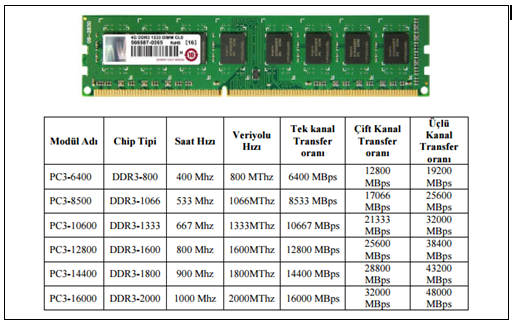 4G DDR3 1333 DIMM CL9
566587-0365 RoHS [16]
Modül Adı Chip Tipi Saat Hızı Veriyolu Hızı Tek kanal Transfer oranı Çift Kanal Transfer oranı Üçlü Kanal Transfer oranı
PC3-6400 DDR3-800 400 Mhz 800 MThz 6400 MBps 12800 MBps 19200 MBps
PC3-8500 DDR3-1066 533 Mhz 1066MThz 8533 MBps 17066 MBps 25600 MBps
PC3-10600 DDR3-1333 667 Mhz 1333MThz 10667 MBps 21333 MBps 32000 MBps
PC3-12800 DDR3-1600 800 Mhz 1600MThz 12800 MBps 25600 MBps 38400 MBps
PC3-14400 DDR3-1800 900 Mhz 1800MThz 14400 MBps 28800 MBps 43200 MBps
PC3-16000 DDR3-2000 1000 Mhz 2000MThz 16000 MBps 32000 MBps 48000 MBps